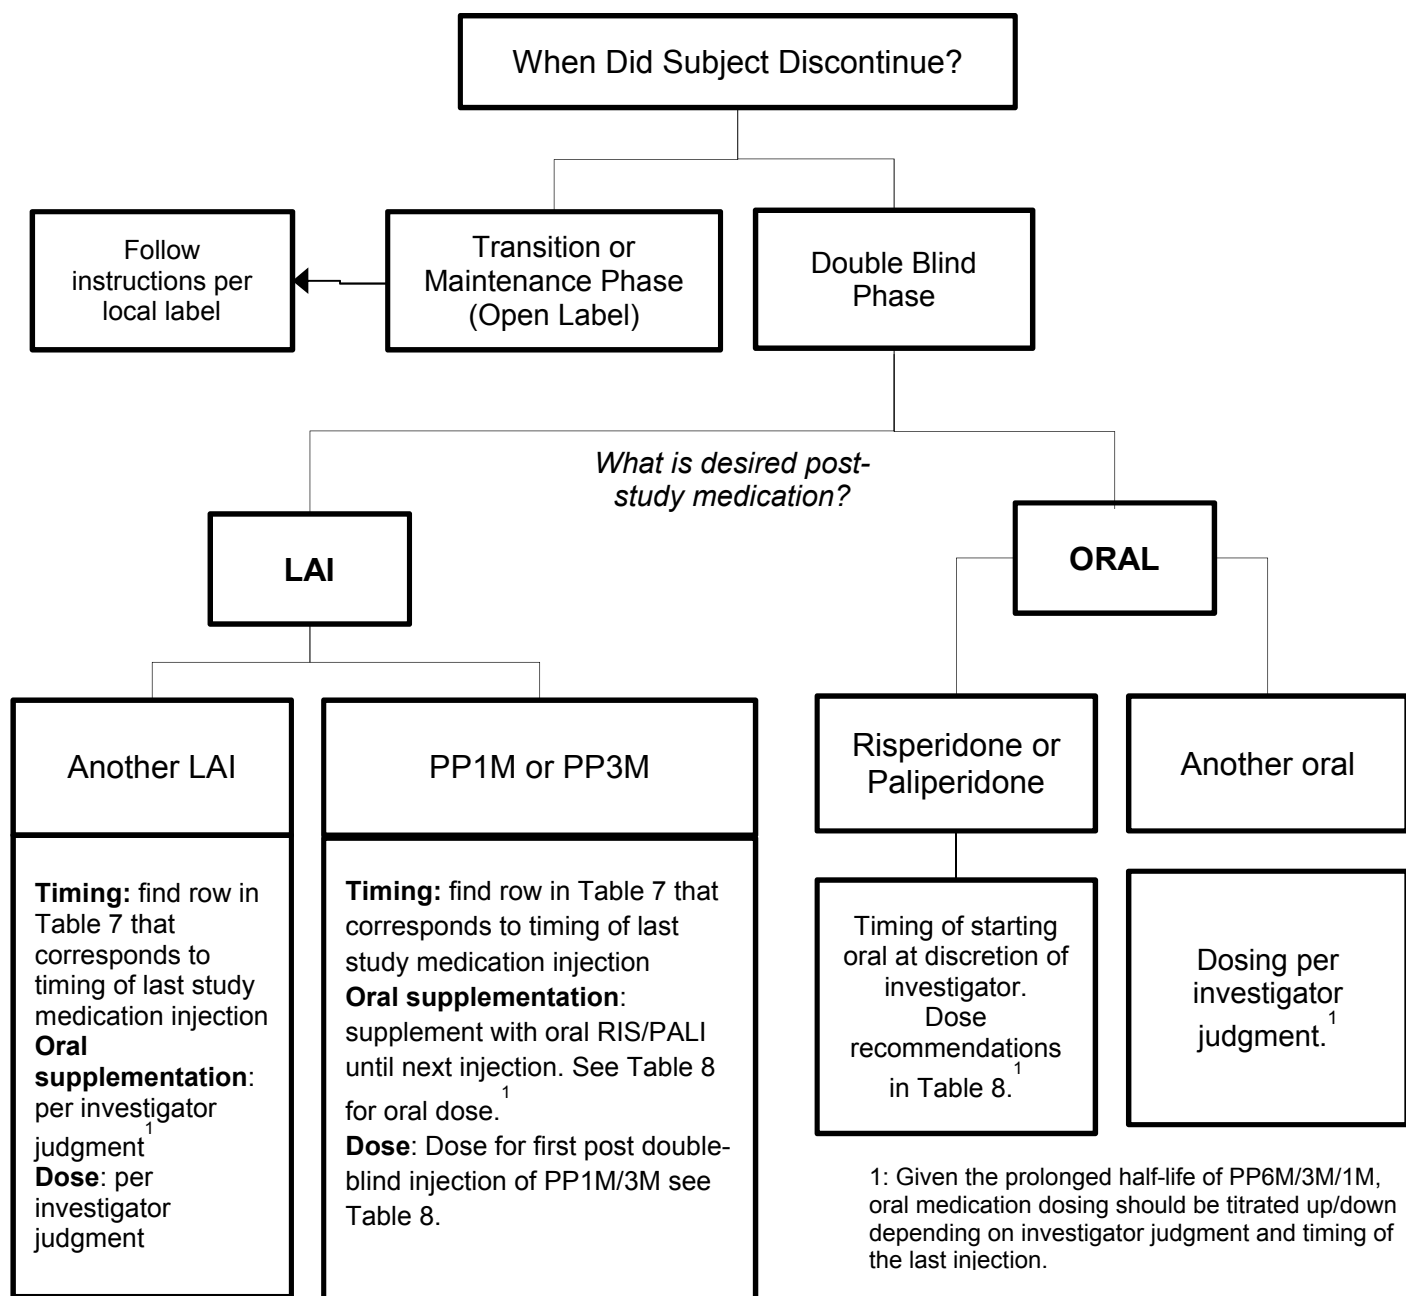 When Did Subject Discontinue?
Follow
instructions per
local label
Transition or
Maintenance Phase
(Open Label)
Double Blind
Phase
What is desired post-
study medication?
LAI
ORAL
Another LAI
PP1M or PP3M
Risperidone or
Paliperidone
Another oral
Timing: find row in
Table 7 that
corresponds to
timing of last study
medication injection
Oral
supplementation:
per investigator
judgment1
Dose: per
investigator
judgment
Timing: find row in Table 7 that
corresponds to timing of last
study medication injection
Oral supplementation:
supplement with oral RIS/PALI
until next injection. See Table 8
for oral dose.1
Dose: Dose for first post double-
blind injection of PP1M/3M see
Table 8.
Timing of starting
oral at discretion of
investigator.
Dose
recommendations
in Table 8.1
Dosing per
investigator
judgment.1
1: Given the prolonged half-life of PP6M/3M/1M,
oral medication dosing should be titrated up/down
depending on investigator judgment and timing of
the last injection.